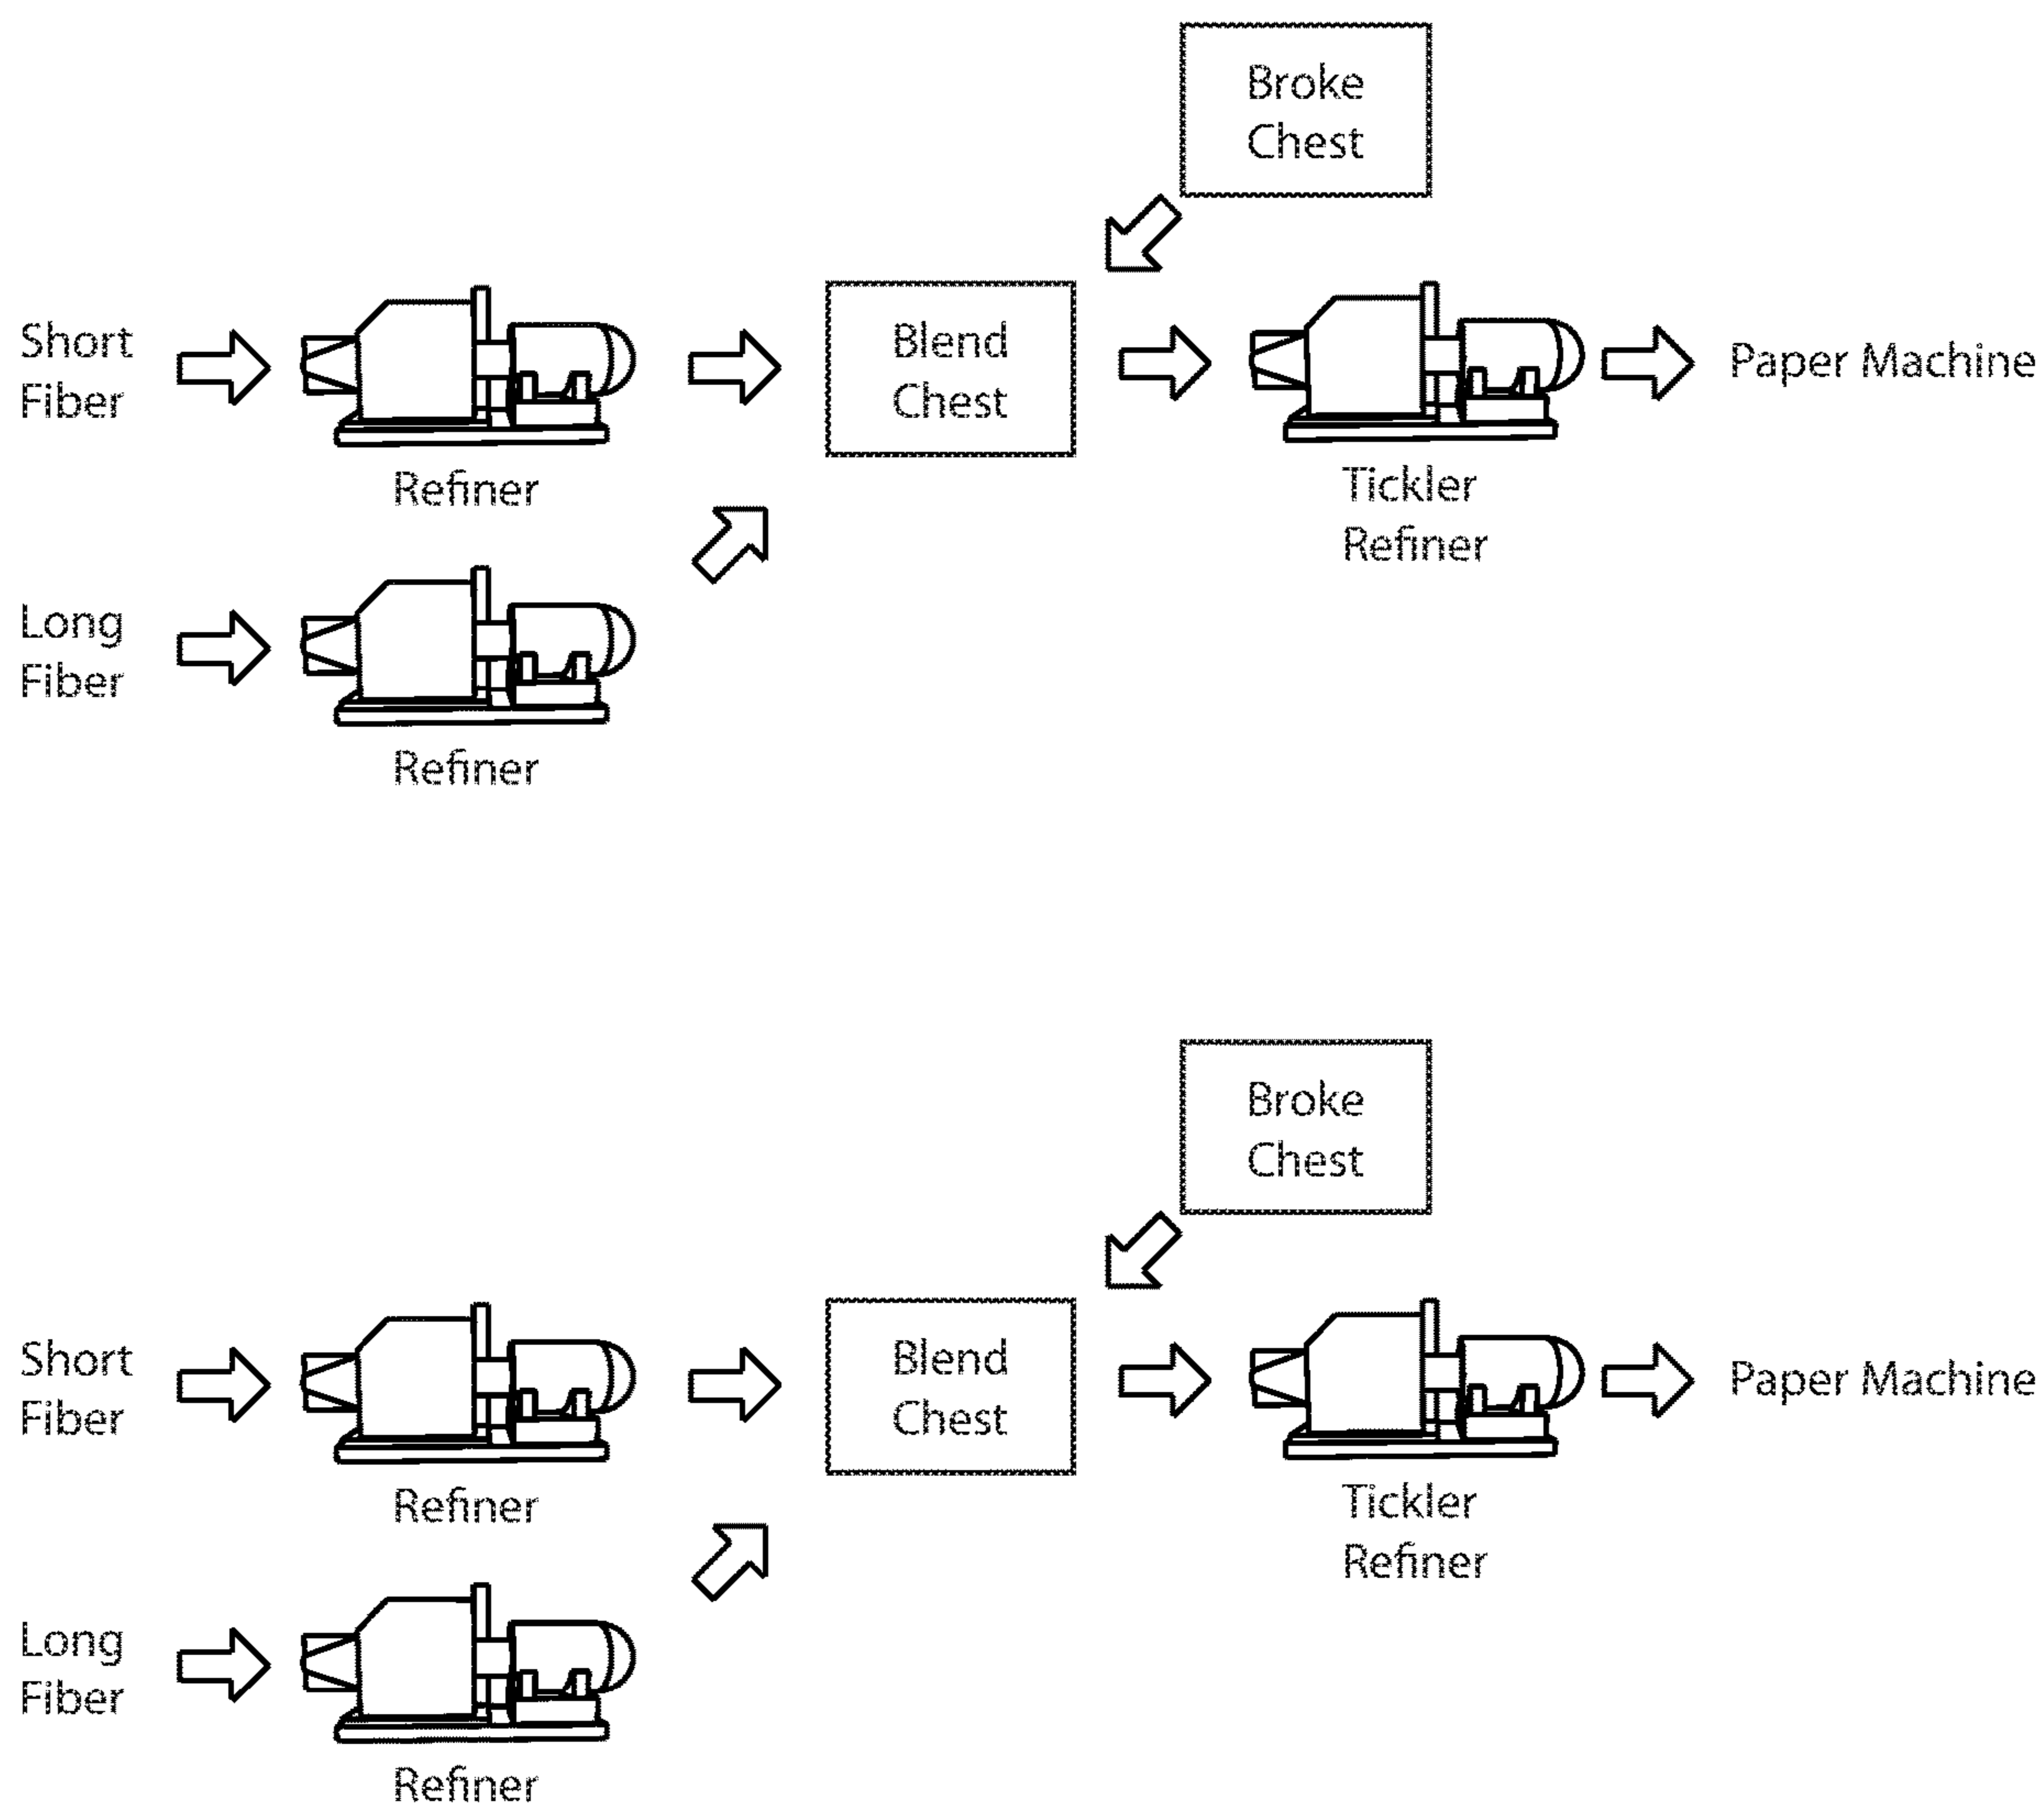 Broke
Chest
Short
Fiber
Blend
Chest
Paper Machine
Refiner
Tickler
Refiner
Long
Fiber
Refiner
Broke
Chest
Short
Fiber
Blend
Chest
Paper Machine
Refiner
Tickler
Refiner
Long
Fiber
Refiner